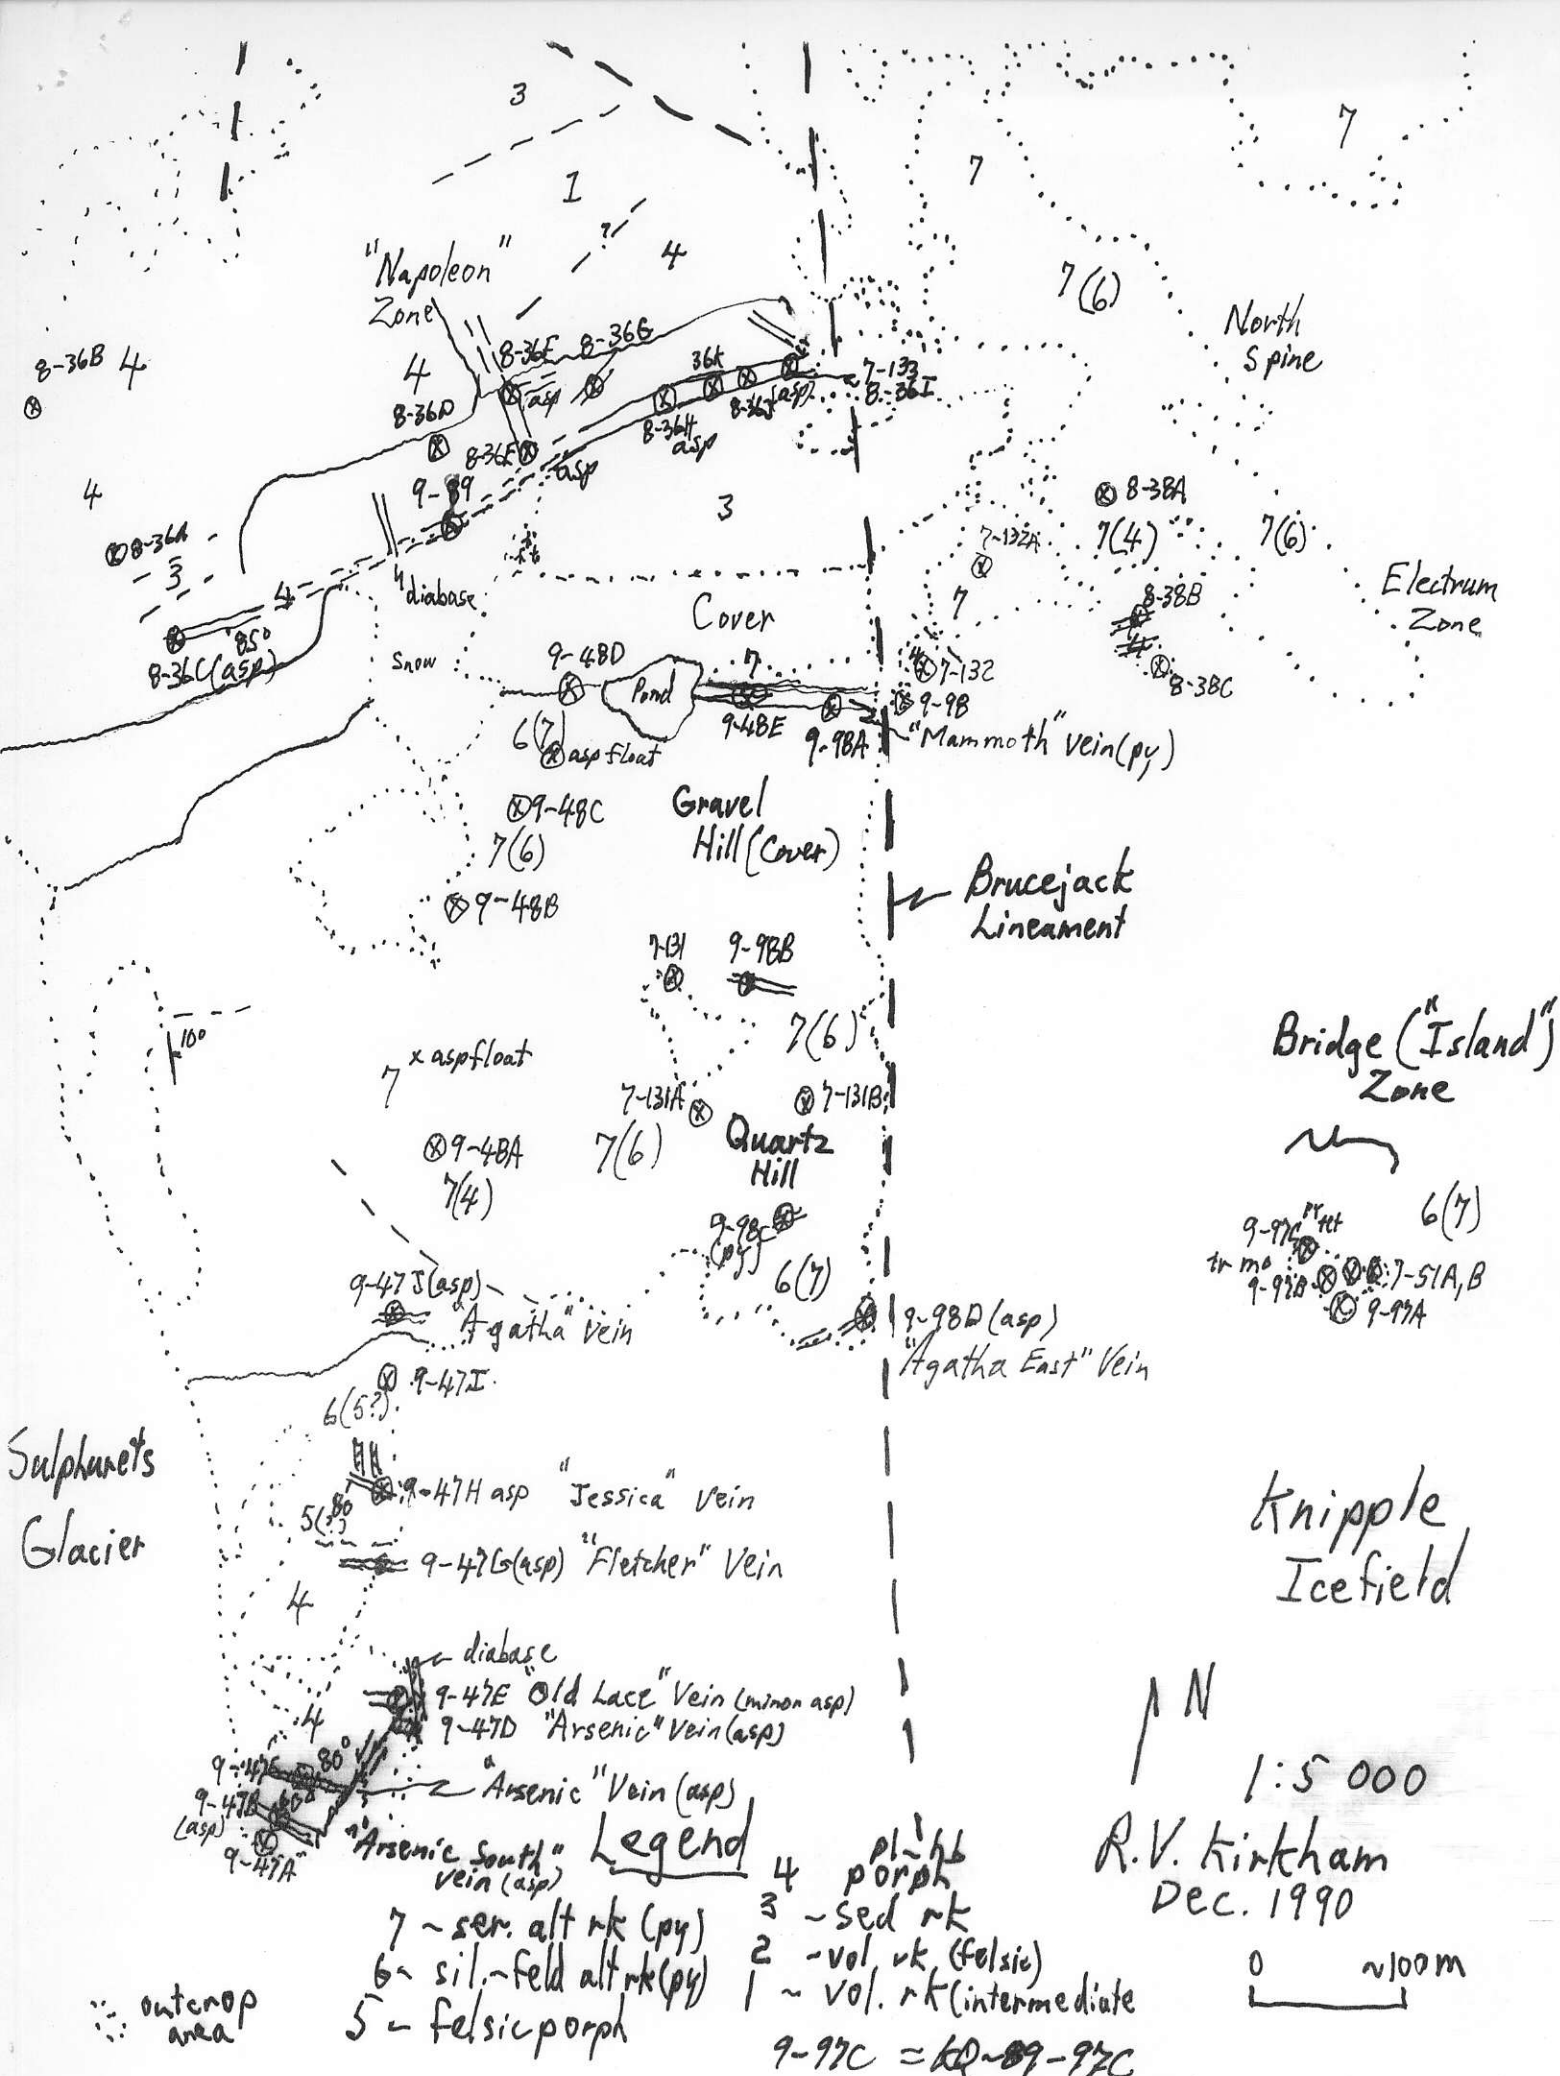 3
7
7
1
?
4
"Napoleon"
Zone
7(6)
North
Spine
8-36B 4
4
8-36F
8-36G
36K
7-133
8-36I
8-36D
asp
8-36J
(asp)
8-36H
asp
8-36E
asp
4
9-89
3
8-38A
8-36A
3
7-132A
7(4)
7(6)
4
diabase
8-38B
Electrum
Zone
7
Cover
85°
8-36C (asp)
Snow
9-48D
7
7-132
8-38C
Pond
9-98
9-48E
6(7)
9-98A
"Mammoth" Vein (py)
asp float
9-48C
Gravel
Hill (Cover)
7(6)
Brucejack
Lineament
9-48B
7-131
9-98B
7(6)
10°
Bridge ("Island")
Zone
x asp float
7
7-131A
7-131B
9-48A
7(6)
Quartz
Hill
7(4)
9-98C
(py)
6(7)
6(7)
9-97C
tet
tr mo
9-97B
7-51A,B
9-97A
9-47J (asp)
"Agatha" Vein
9-98D (asp)
"Agatha East" Vein
9-47I
6(5?)
Sulphurets
Glacier
9-47H asp "Jessica" Vein
80
5(?)
9-47G (asp) "Fletcher" Vein
Knipple
Icefield
4
diabase
9-47E "Old Lace" Vein (minor asp)
4
9-47D "Arsenic" Vein (asp)
N
80°
9-47C
"Arsenic" Vein (asp)
1:5 000
9-47B
60°
(asp)
9-47A
"Arsenic South"
vein (asp)
Legend
R.V. Kirkham
Dec. 1990
pl-hb
4 porph
7 ~ ser. alt rk (py)
3 ~ sed rk
6 ~ sil.-feld alt rk (py)
2 ~ vol. rk (felsic)
5 ~ felsic porph
1 ~ vol. rk (intermediate
0 ~100m
outcrop
area
9-97C = KQ-89-97C